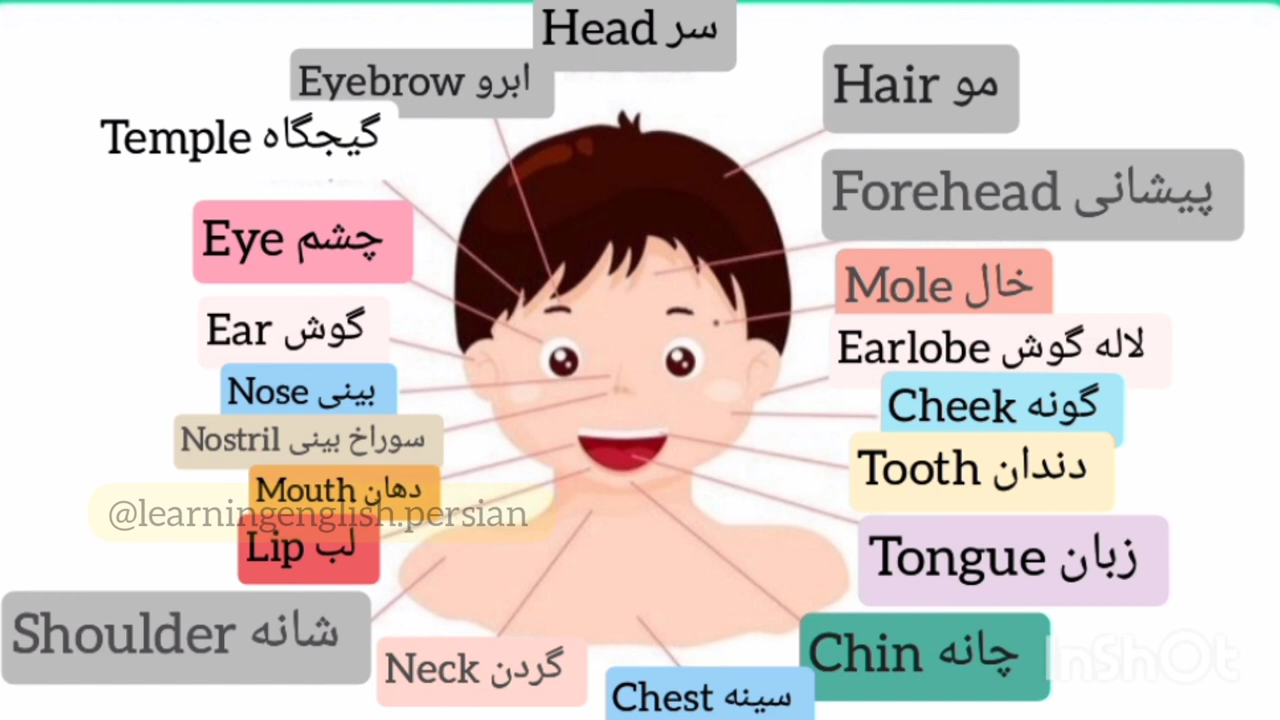 Head سر
Eyebrow ابرو
Hair مو
Temple گیجگاه
Forehead پیشانی
Eye چشم
Mole خال
Ear گوش
Earlobe لاله گوش
Nose بینی
Cheek گونه
Nostril سوراخ بینی
Tooth دندان
Mouth دهان
@learningenglish.persian
Lip لب
Tongue زبان
Shoulder شانه
Chin چانه
InShOt
Neck گردن
Chest سینه